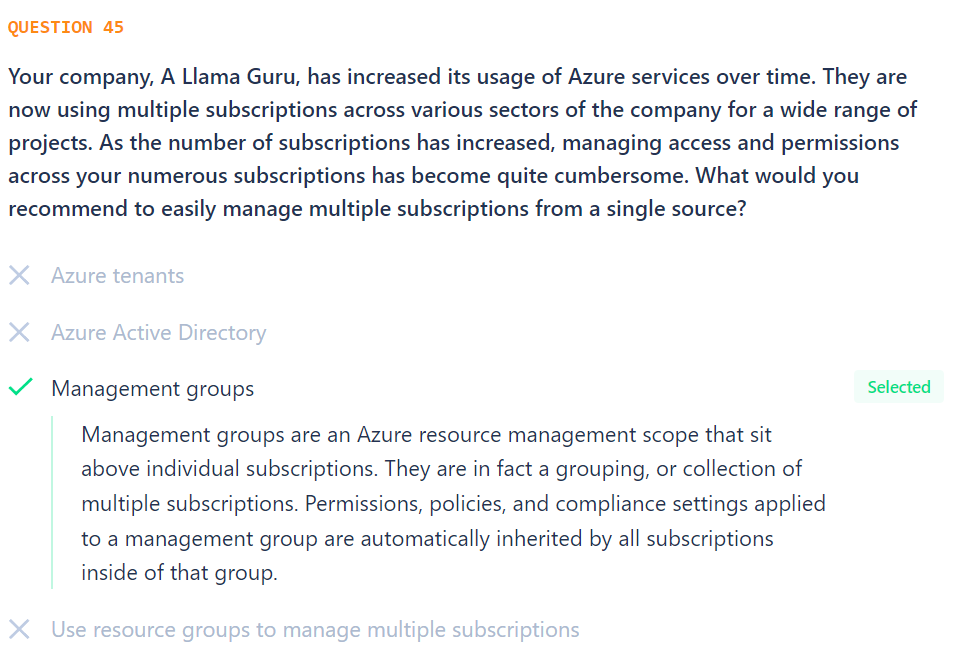 QUESTION 45
Your company, A Llama Guru, has increased its usage of Azure services over time. They are
now using multiple subscriptions across various sectors of the company for a wide range of
projects. As the number of subscriptions has increased, managing access and permissions
across your numerous subscriptions has become quite cumbersome. What would you
recommend to easily manage multiple subscriptions from a single source?
Azure tenants
Azure Active Directory
Management groups
Selected
Management groups are an Azure resource management scope that sit
above individual subscriptions. They are in fact a grouping, or collection of
multiple subscriptions. Permissions, policies, and compliance settings applied
to a management group are automatically inherited by all subscriptions
inside of that group.
Use resource groups to manage multiple subscriptions